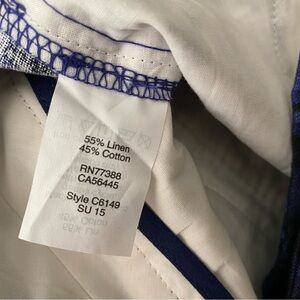 55% Linen
45% Cotton
RN77388
CA56445
Style C6149
SU 15